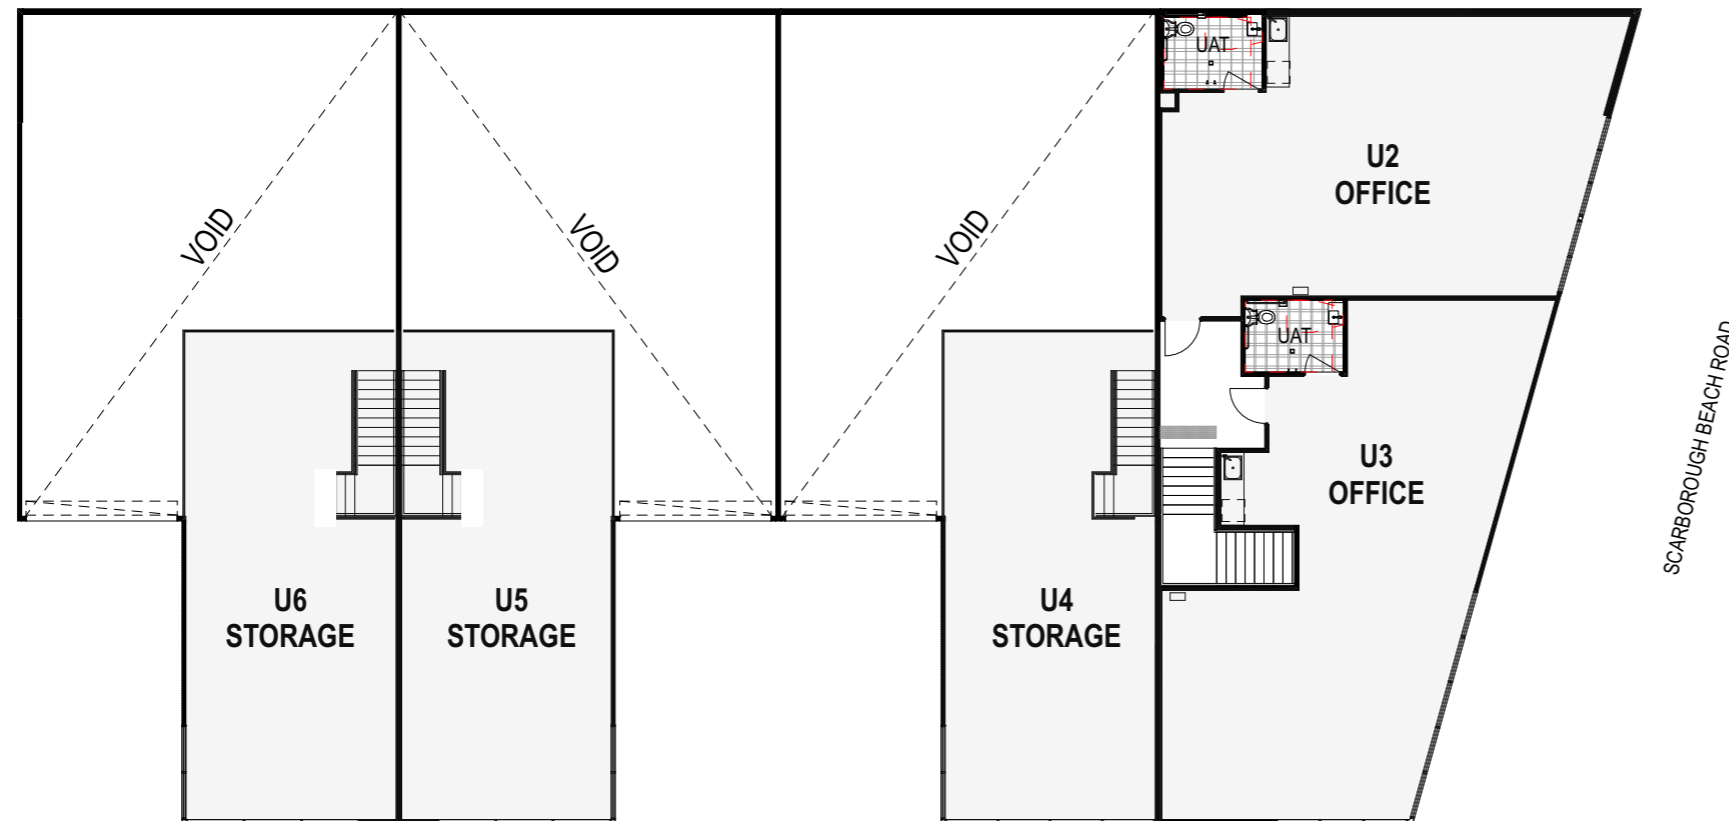 UAT
U2
OFFICE
VOID
VOID
VOID
UAT
SCARBOROUGH BEACH ROAD
U3
OFFICE
U6
STORAGE
U5
STORAGE
U4
STORAGE